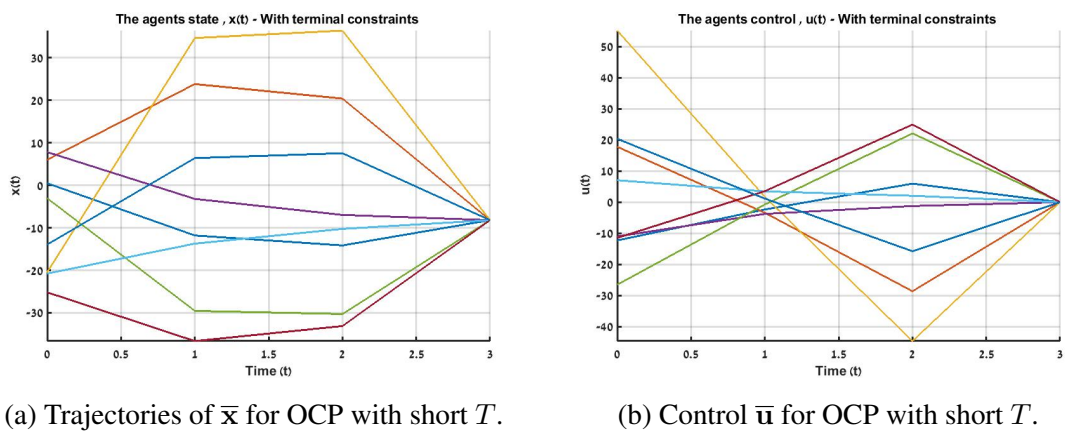 The agents state , x(t) - With terminal constraints
x(t)
30
20
10
0
-10
-20
-30
0 0.5 1 1.5 2 2.5 3
Time (t)
The agents control , u(t) - With terminal constraints
u(t)
50
40
30
20
10
0
-10
-20
-30
-40
0 0.5 1 1.5 2 2.5 3
Time (t)
(a) Trajectories of x̅ for OCP with short T.
(b) Control u̅ for OCP with short T.